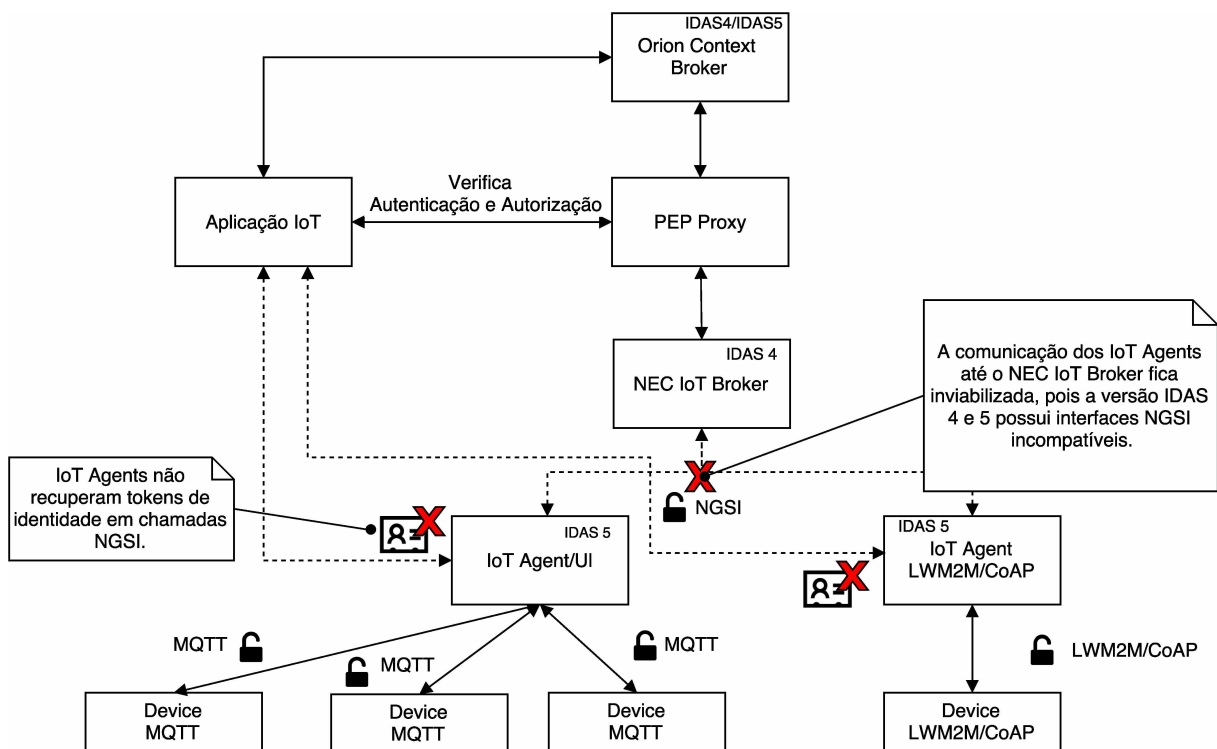 IDAS4/IDAS5
Orion Context
Broker
Verifica
Autenticação e Autorização
Aplicação IoT
PEP Proxy
IDAS 4
NEC IoT Broker
A comunicação dos IoT Agents
até o NEC IoT Broker fica
inviabilizada, pois a versão IDAS
4 e 5 possui interfaces NGSI
incompatíveis.
IoT Agents não
recuperam tokens de
identidade em chamadas
NGSI.
NGSI
IDAS 5
IoT Agent/UI
IDAS 5
IoT Agent
LWM2M/CoAP
MQTT
MQTT
MQTT
LWM2M/CoAP
Device
MQTT
Device
MQTT
Device
MQTT
Device
LWM2M/CoAP